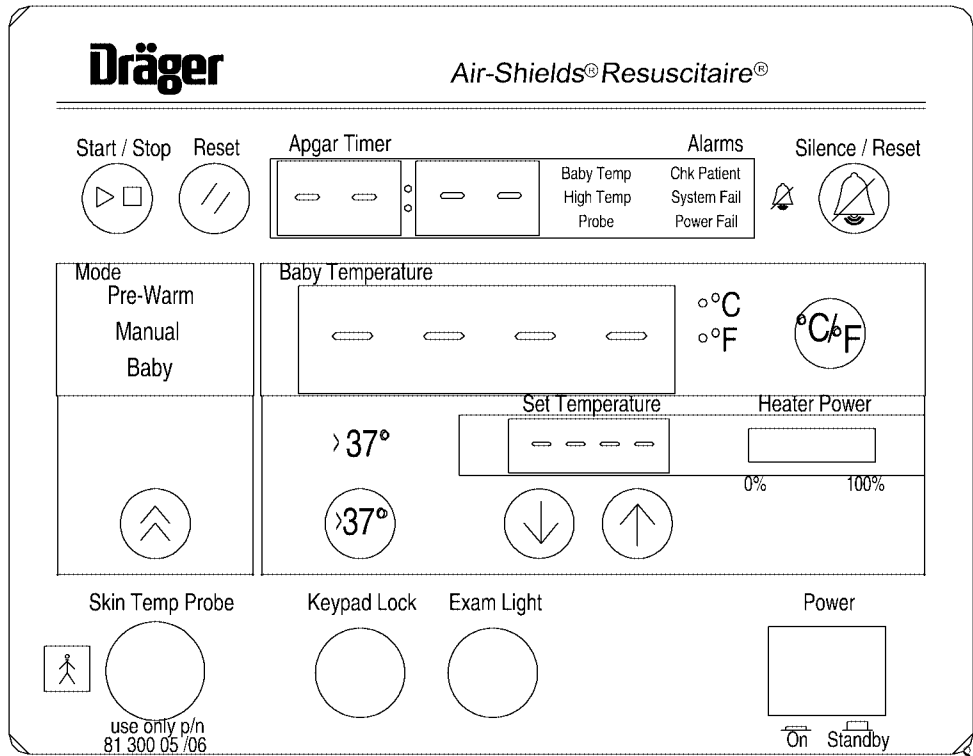 Dräger
Air-Shields® Resuscitaire®
Start / Stop Reset Apgar Timer Alarms Silence / Reset
Baby Temp Chk Patient
High Temp System Fail
Probe Power Fail
Mode
Pre-Warm
Manual
Baby
Baby Temperature
°C
°F
°C/°F
Set Temperature Heater Power
>37°
0% 100%
>37°
Skin Temp Probe Keypad Lock Exam Light Power
use only p/n
81 300 05 /06
On Standby